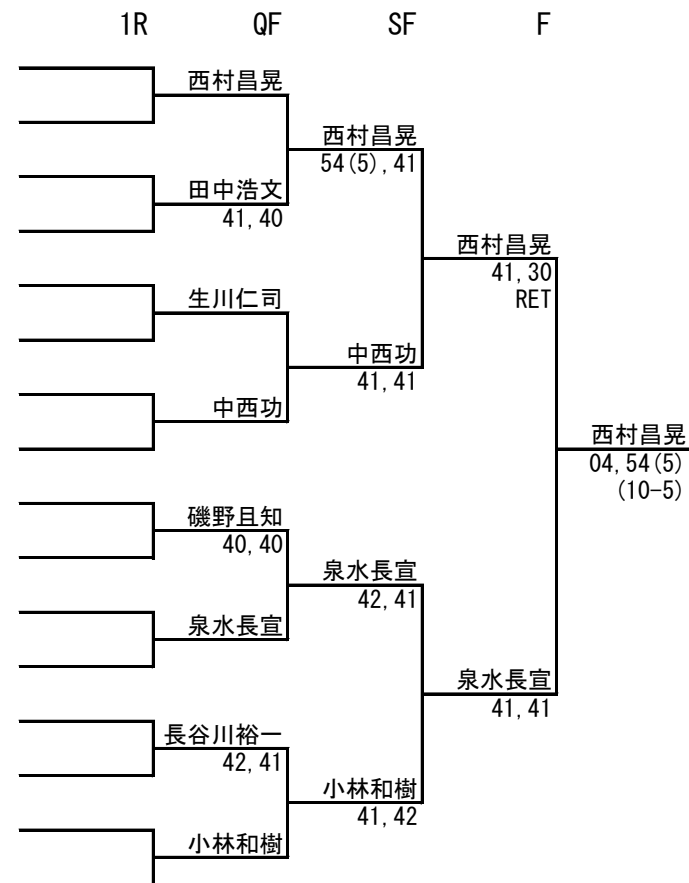 1R QF SF F
西村昌晃
西村昌晃
54(5),41
田中浩文
41,40
西村昌晃
41,30
RET
生川仁司
中西功
41,41
中西功
西村昌晃
04,54(5)
(10-5)
磯野且知
40,40
泉水長宣
42,41
泉水長宣
泉水長宣
41,41
長谷川裕一
42,41
小林和樹
41,42
小林和樹